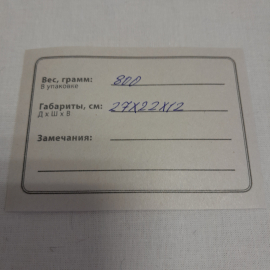 Вес, грамм: 800
В упаковке
Габариты, см: 27X22X12
Д х Ш х В
Замечания: